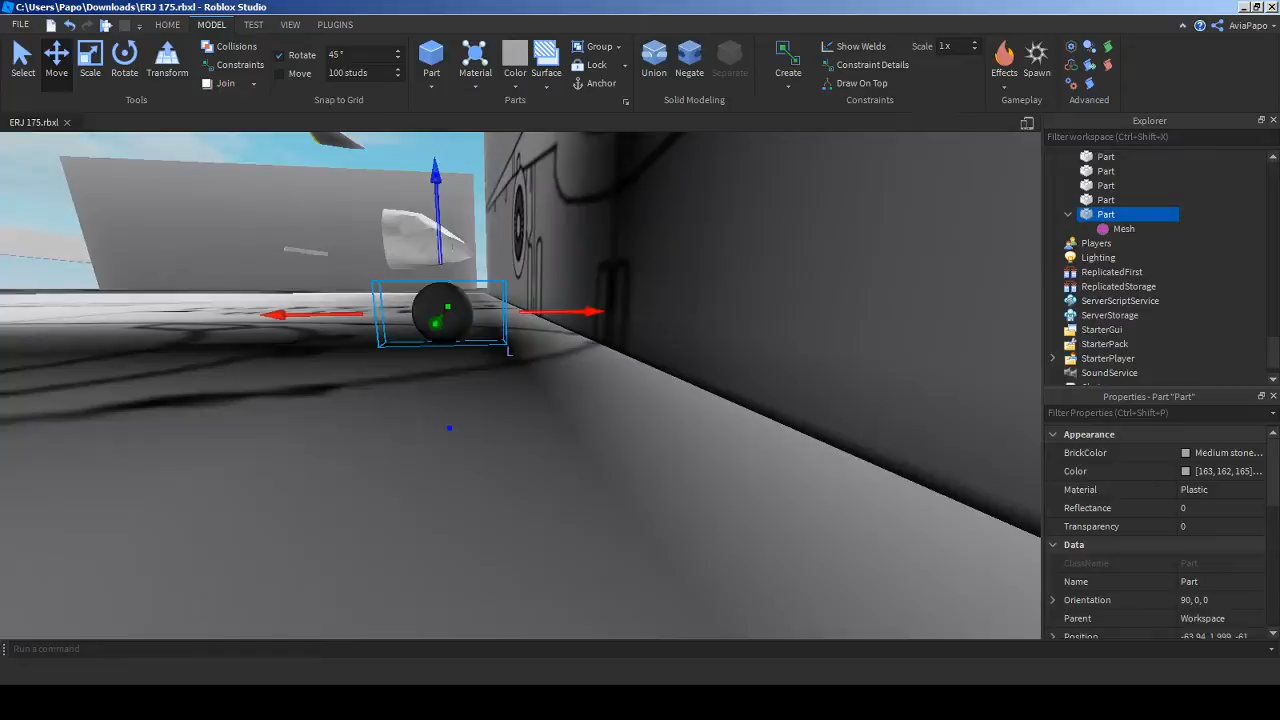 C:\Users\Papo\Downloads\ERJ 175.rbxl - Roblox Studio
FILE HOME MODEL TEST VIEW PLUGINS AviaPapo
Select Move Scale Rotate Transform
Collisions
Constraints
Join
Tools
Rotate 45°
Move 100 studs
Snap to Grid
Part Material Color Surface
Group
Lock
Anchor
Parts
Union Negate Separate
Solid Modeling
Create
Show Welds
Constraint Details
Draw On Top
Scale 1x
Constraints
Effects Spawn
Gameplay
Advanced
ERJ 175.rbxl
L
Explorer
Filter workspace (Ctrl+Shift+X)
Part
Part
Part
Part
Part
Mesh
Players
Lighting
ReplicatedFirst
ReplicatedStorage
ServerScriptService
ServerStorage
StarterGui
StarterPack
StarterPlayer
SoundService
Properties - Part "Part"
Filter Properties (Ctrl+Shift+P)
Appearance
BrickColor Medium stone...
Color [163, 162, 165]...
Material Plastic
Reflectance 0
Transparency 0
Data
ClassName Part
Name Part
Orientation 90, 0, 0
Parent Workspace
Position -63.94, 1.999, -61
Run a command